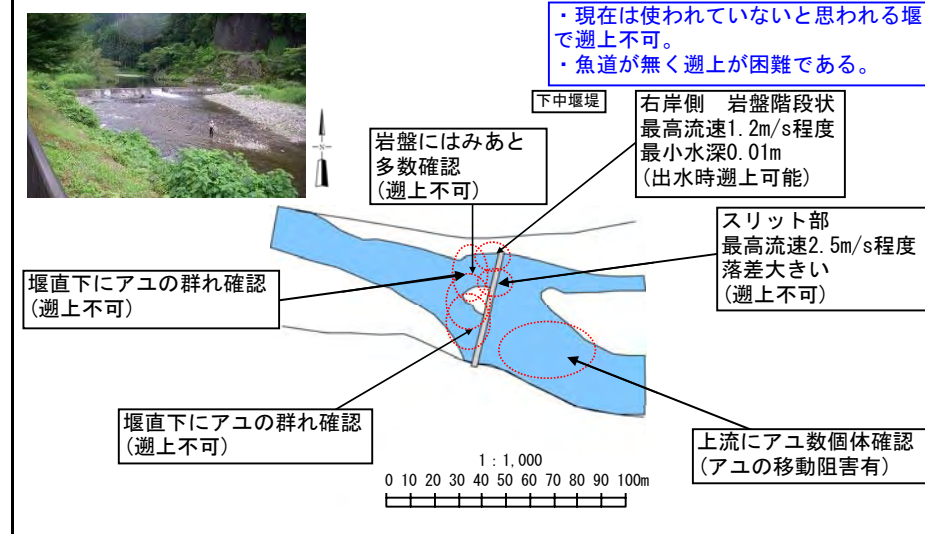 ・現在は使われていないと思われる堰
で遡上不可。
・魚道が無く遡上が困難である。
下中堰堤
右岸側　岩盤階段状
最高流速1.2m/s程度
最小水深0.01m
(出水時遡上可能)
岩盤にはみあと
多数確認
(遡上不可)
N
スリット部
最高流速2.5m/s程度
落差大きい
(遡上不可)
堰直下にアユの群れ確認
(遡上不可)
堰直下にアユの群れ確認
(遡上不可)
上流にアユ数個体確認
(アユの移動阻害有)
1：1,000
0 10 20 30 40 50 60 70 80 90 100m